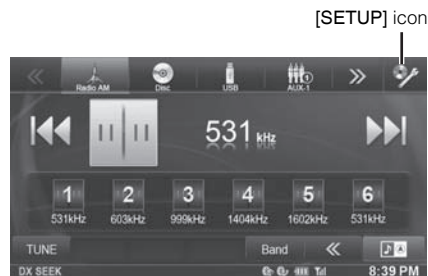 [SETUP] icon
Radio AM Disc USB AUX-1
531 kHz
1 2 3 4 5 6
531kHz 603kHz 999kHz 1404kHz 1602kHz 531kHz
TUNE Band
DX SEEK 8:39 PM